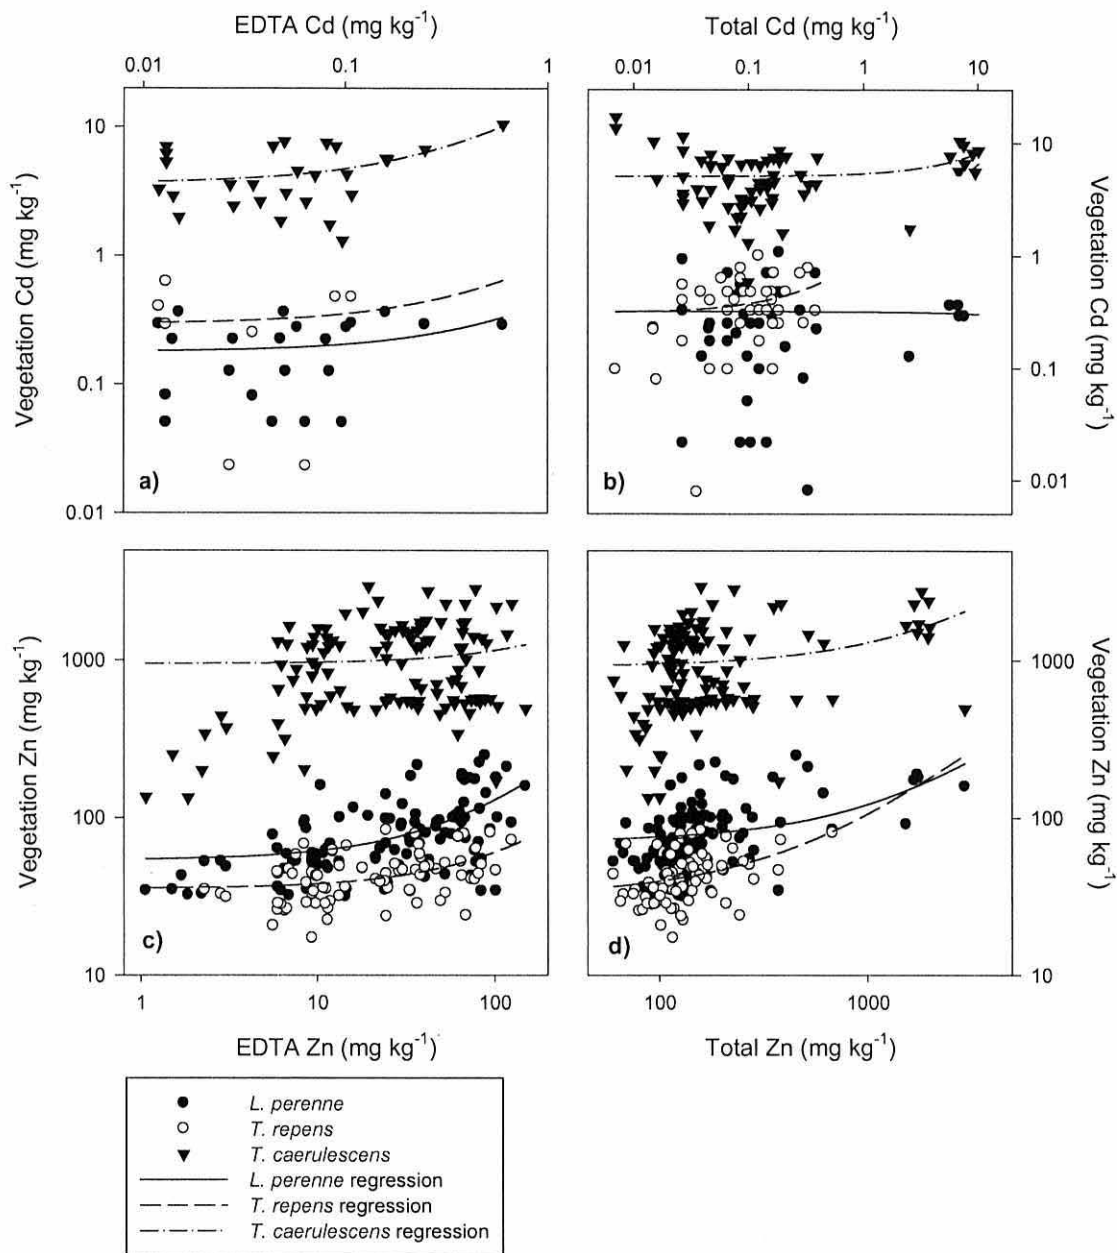 EDTA Cd (mg kg⁻¹)
Total Cd (mg kg⁻¹)
0.01 0.1 1
0.01 0.1 1 10
10
1
0.1
0.01
Vegetation Cd (mg kg⁻¹)
a)
b)
10
1
0.1
0.01
Vegetation Cd (mg kg⁻¹)
1000
100
10
Vegetation Zn (mg kg⁻¹)
c)
d)
1000
100
10
Vegetation Zn (mg kg⁻¹)
1 10 100
100 1000
EDTA Zn (mg kg⁻¹)
Total Zn (mg kg⁻¹)
L. perenne
T. repens
T. caerulescens
L. perenne regression
T. repens regression
T. caerulescens regression